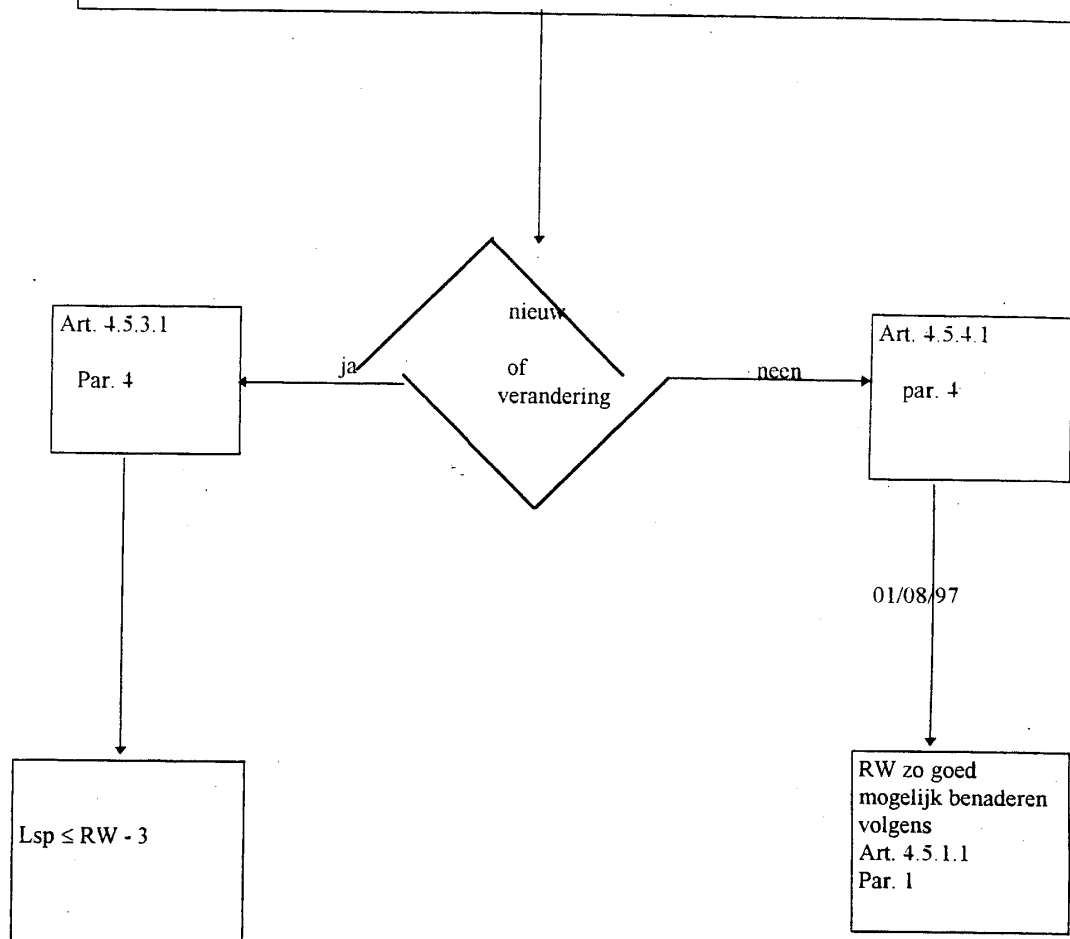 nieuw
of
verandering
ja
neen
Art. 4.5.3.1
Par. 4
Art. 4.5.4.1
par. 4
01/08/97
Lsp ≤ RW - 3
RW zo goed
mogelijk benaderen
volgens
Art. 4.5.1.1
Par. 1